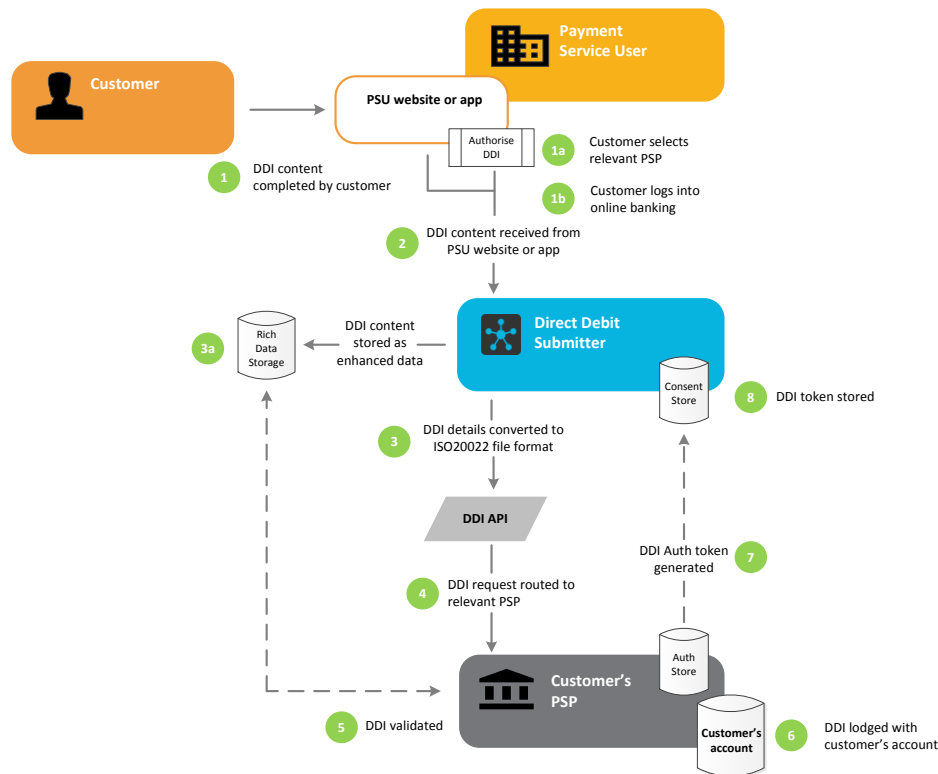 Payment
Service User
Customer
PSU website or app
Authorise
DDI
1a
Customer selects
relevant PSP
1
DDI content
completed by customer
1b
Customer logs into
online banking
2
DDI content received from
PSU website or app
3a
Rich
Data
Storage
DDI content
stored as
enhanced data
Direct Debit
Submitter
Consent
Store
8
DDI token stored
3
DDI details converted to
ISO20022 file format
DDI API
DDI Auth token
generated
7
4
DDI request routed to
relevant PSP
Auth
Store
Customer's
PSP
5
DDI validated
Customer's
account
6
DDI lodged with
customer's account